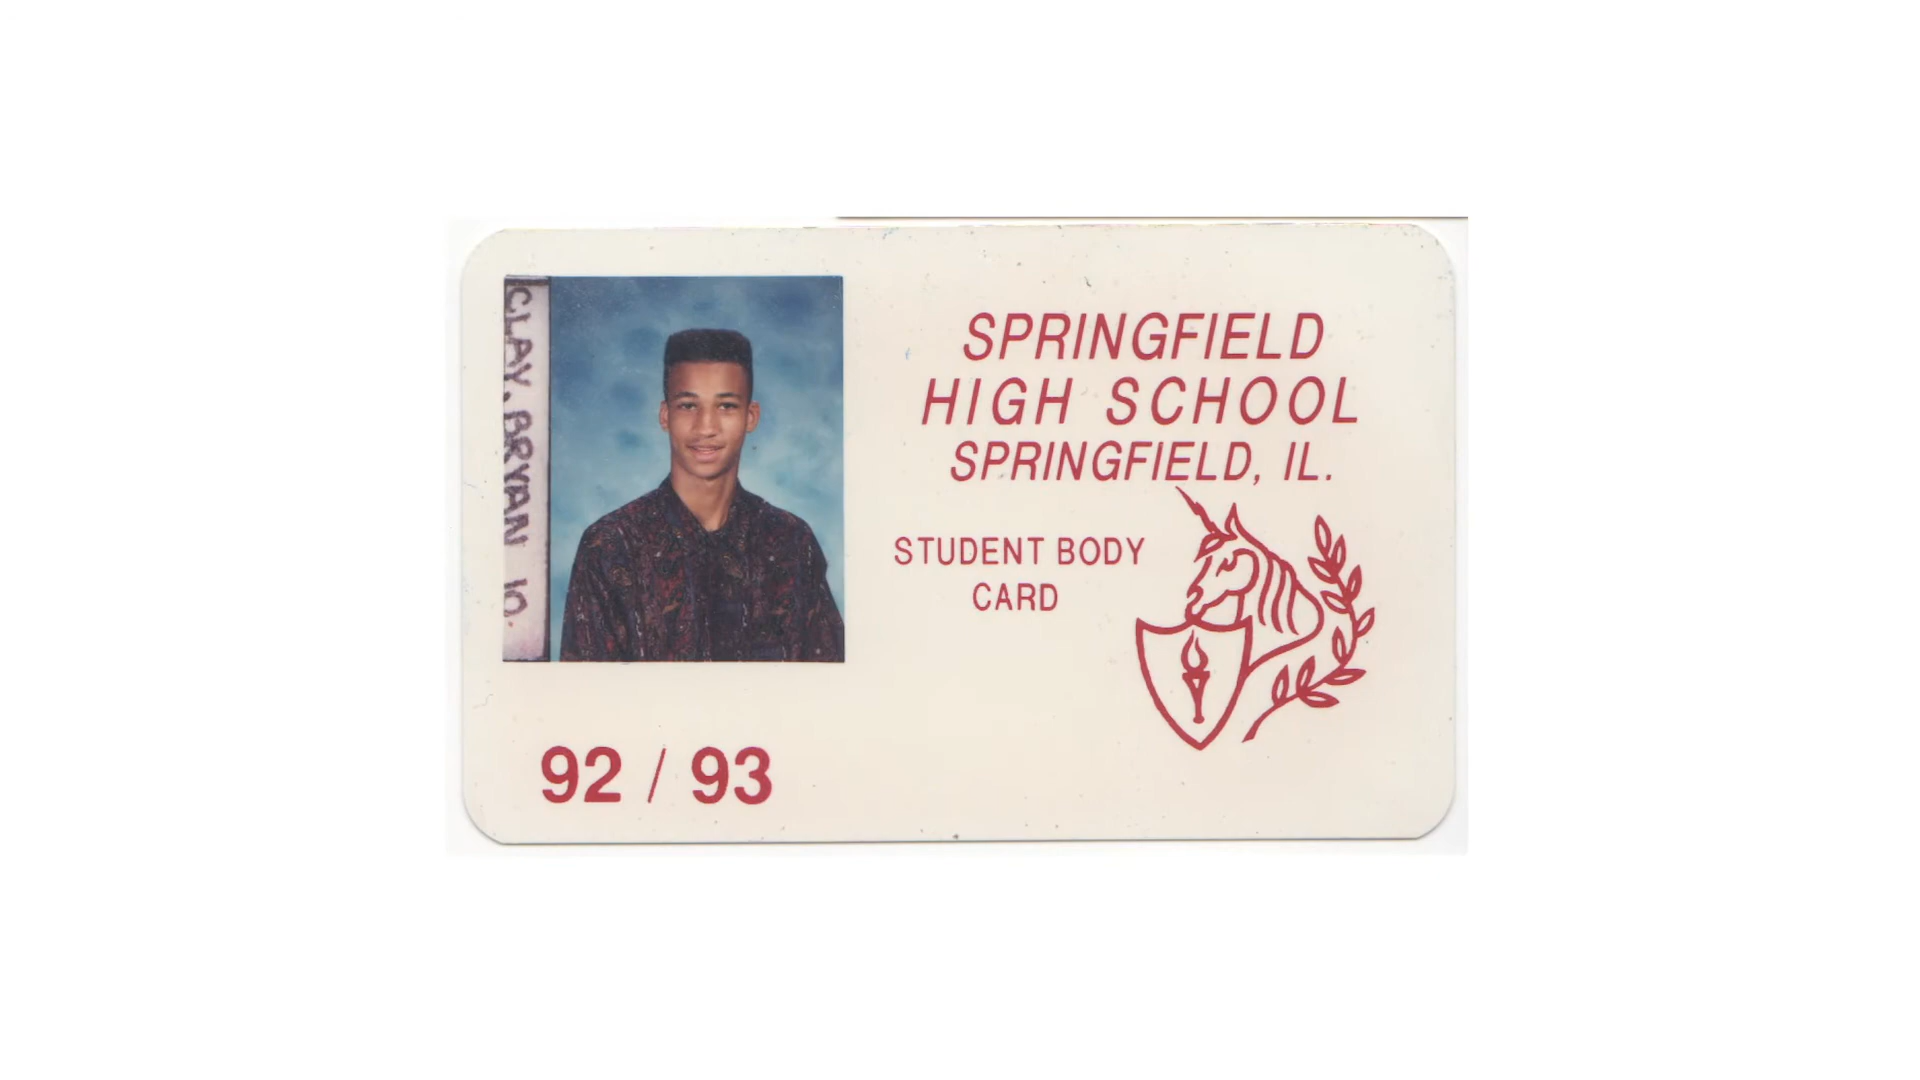 CLAY, BRYAN 10.
SPRINGFIELD
HIGH SCHOOL
SPRINGFIELD, IL.
STUDENT BODY
CARD
92 / 93